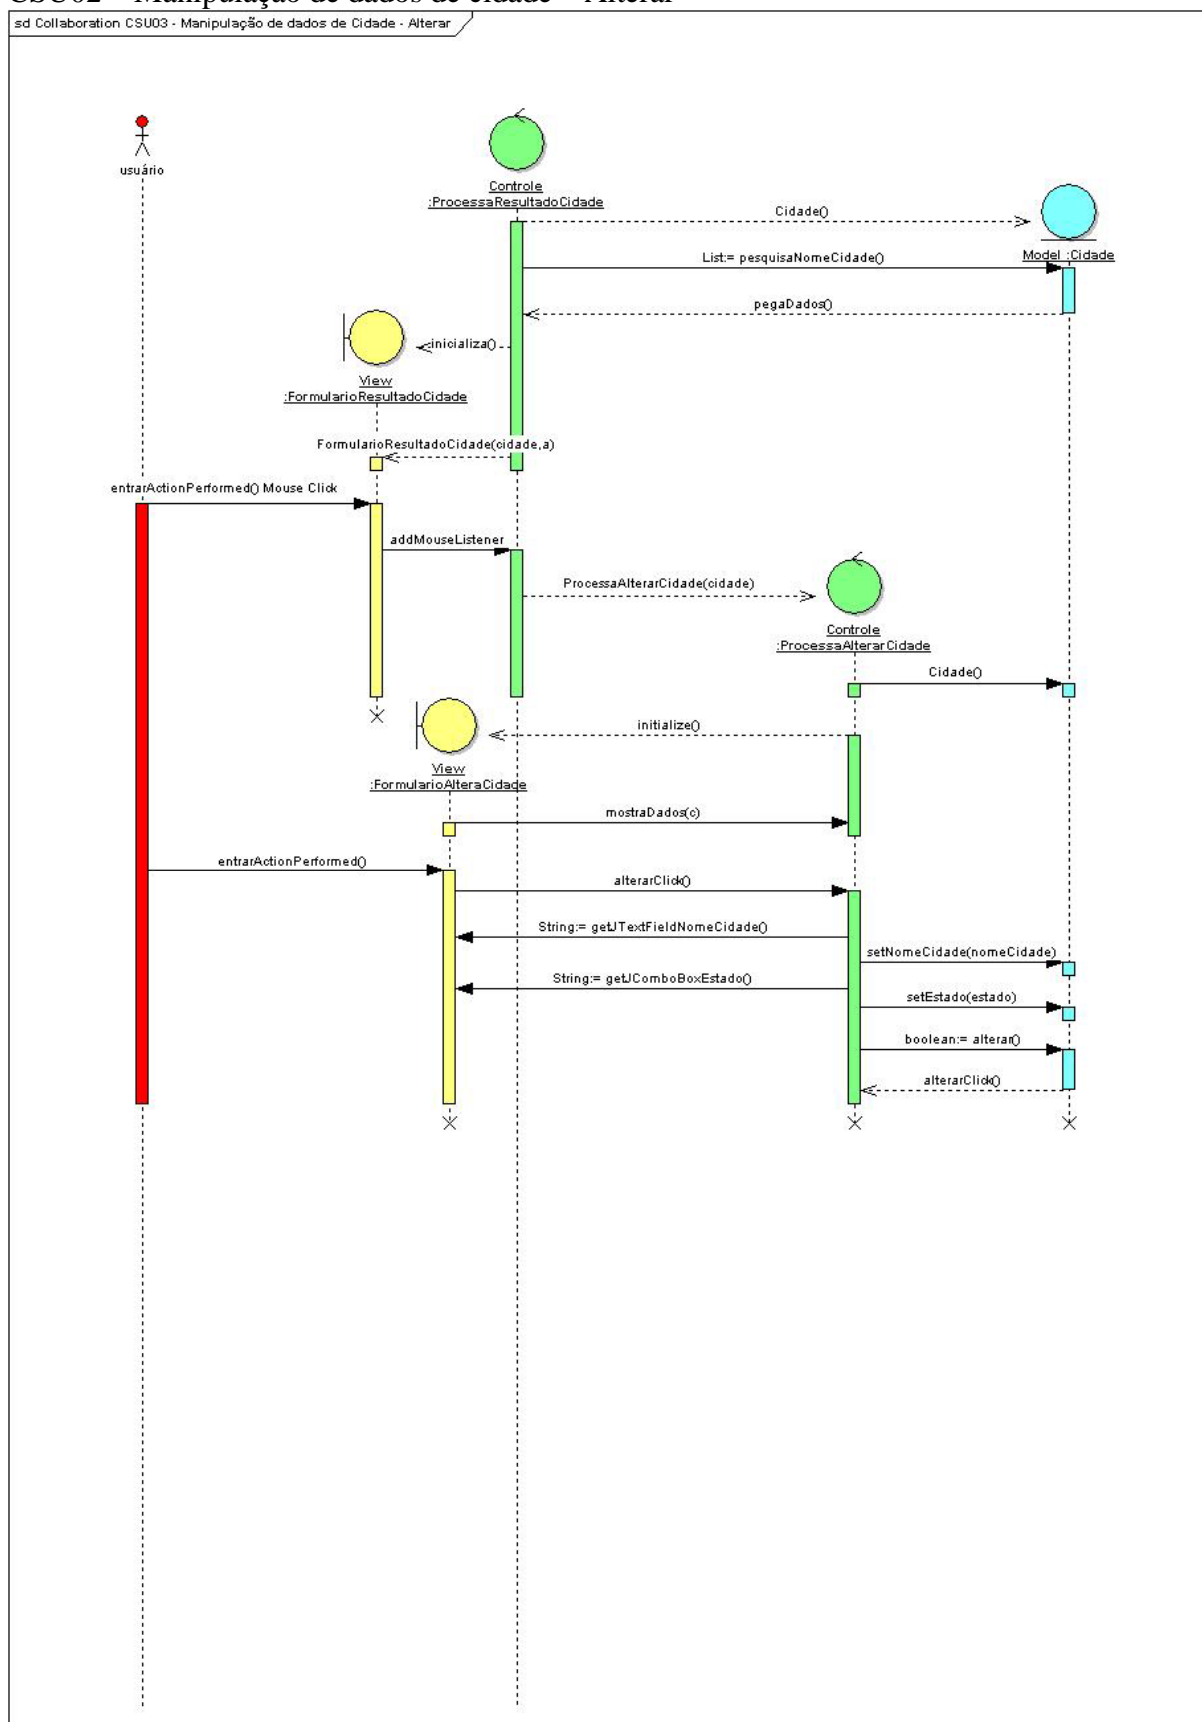 CSU02 – Manipulação de dados de cidade – Alterar
sd Collaboration CSU03 - Manipulação de dados de Cidade - Alterar
usuário
Controle
:ProcessaResultadoCidade
Cidade()
Model :Cidade
List:= pesquisaNomeCidade()
pegaDados()
inicializa()
View
:FormularioResultadoCidade
FormularioResultadoCidade(cidade,a)
entrarActionPerformed() Mouse Click
addMouseListener
ProcessaAlterarCidade(cidade)
Controle
:ProcessaAlterarCidade
Cidade()
initialize()
View
:FormularioAlteraCidade
mostraDados(c)
entrarActionPerformed()
alterarClick()
String:= getJTextFieldNomeCidade()
setNomeCidade(nomeCidade)
String:= getJComboBoxEstado()
setEstado(estado)
boolean:= alterar()
alterarClick()